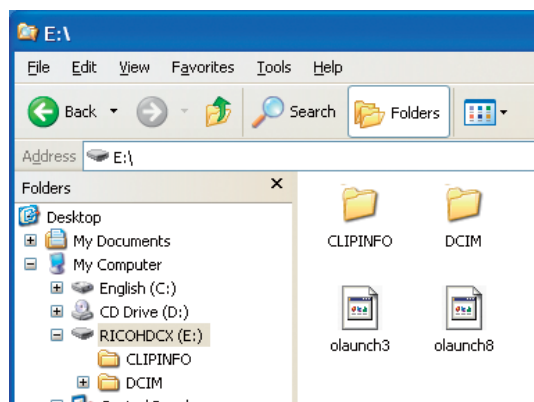 E:\
File Edit View Favorites Tools Help
Back Search Folders
Address E:\
Folders x
Desktop
My Documents
My Computer
English (C:)
CD Drive (D:)
RICOHDCX (E:)
CLIPINFO
DCIM
CLIPINFO DCIM
olaunch3 olaunch8